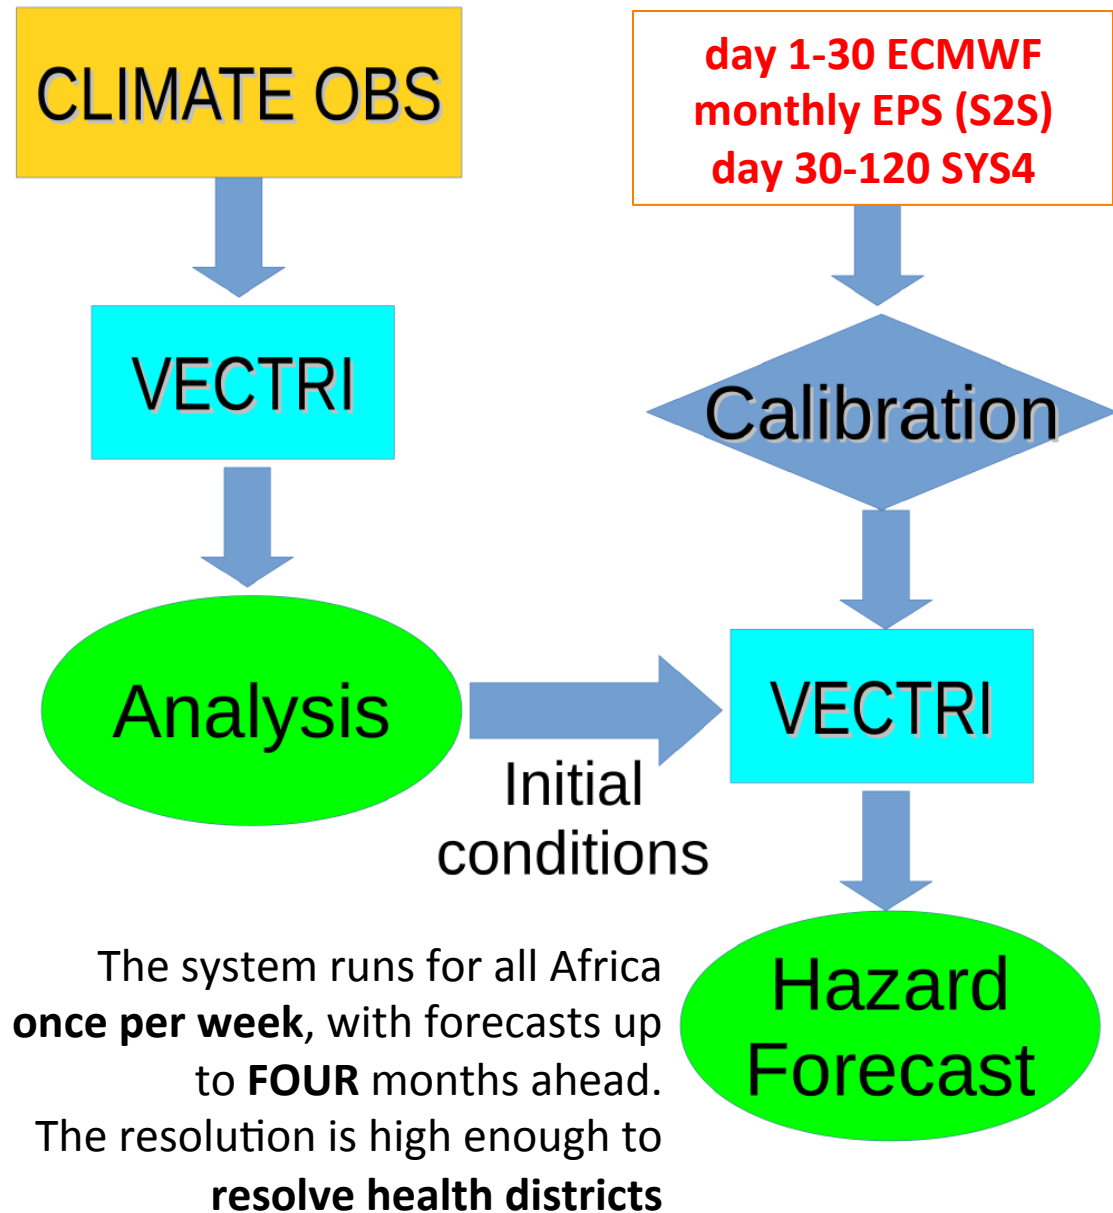 CLIMATE OBS
day 1-30 ECMWF
monthly EPS (S2S)
day 30-120 SYS4
VECTRI
Calibration
Analysis
Initial
conditions
VECTRI
Hazard
Forecast
The system runs for all Africa
once per week, with forecasts up
to FOUR months ahead.
The resolution is high enough to
resolve health districts